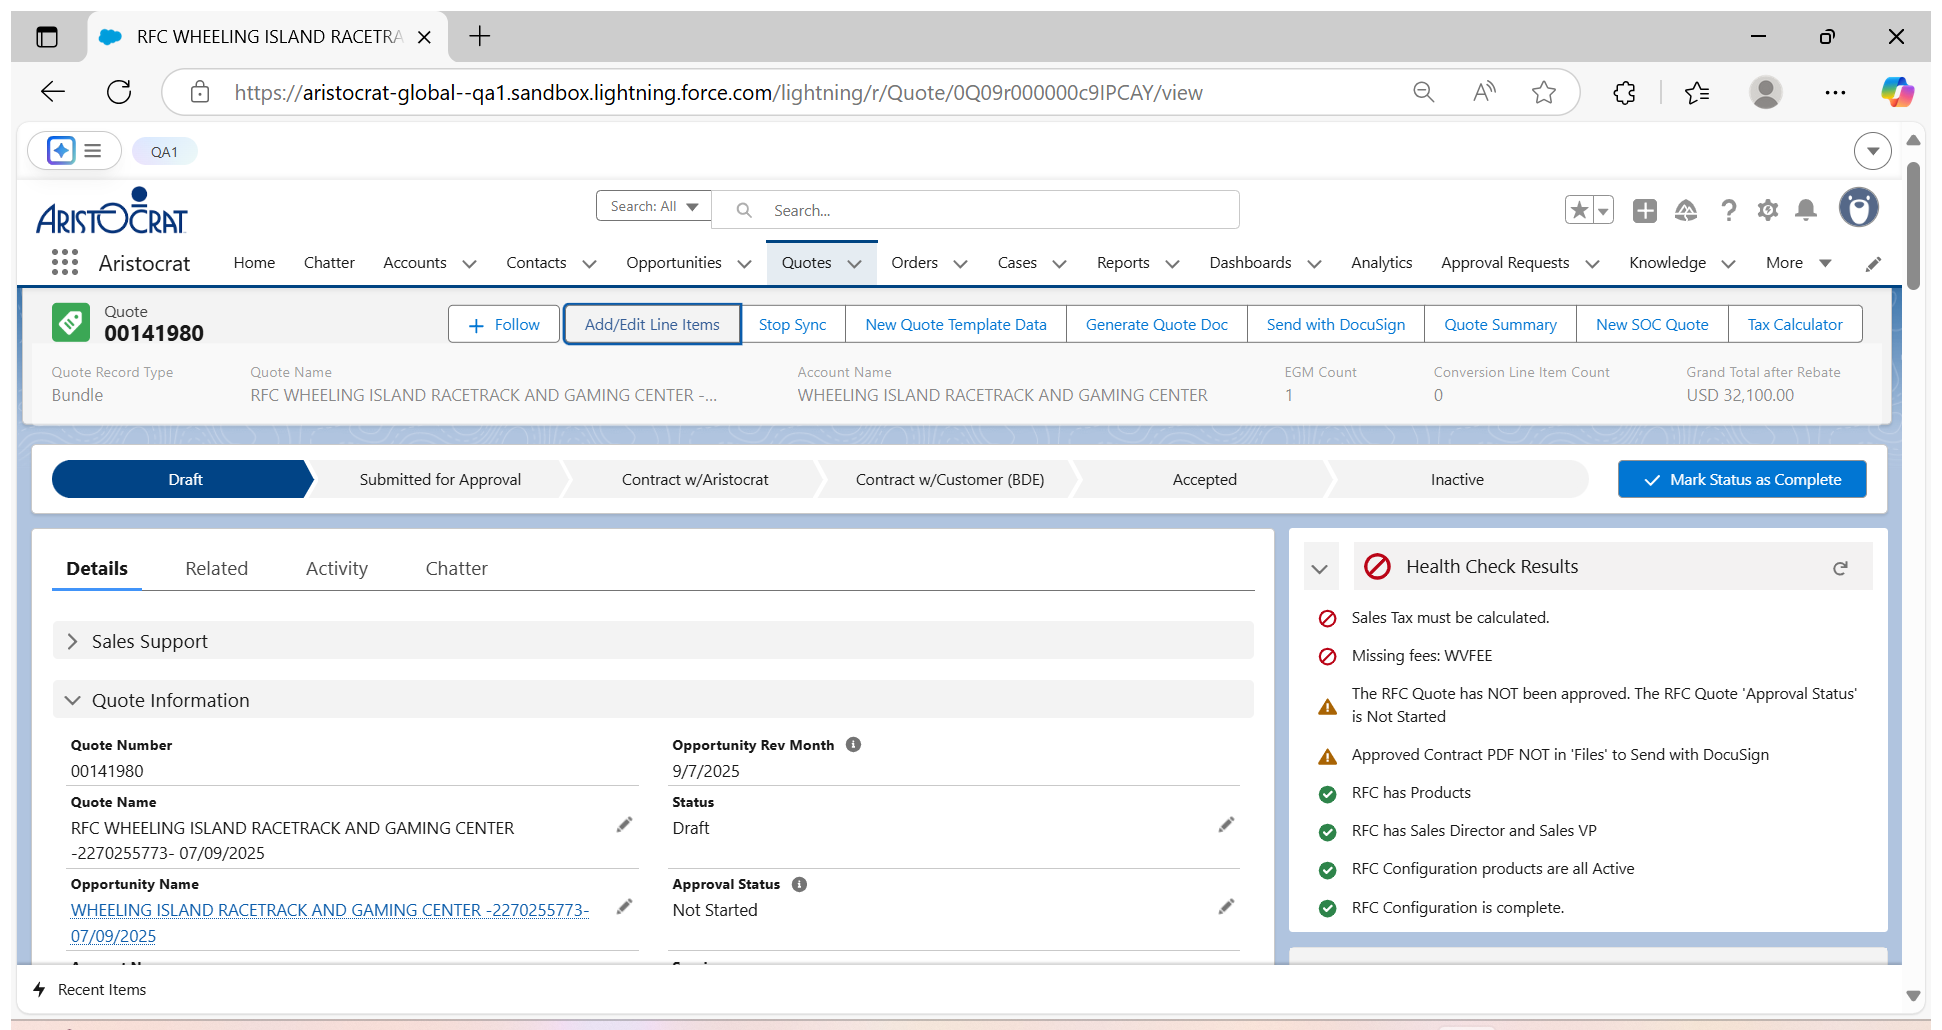 RFC WHEELING ISLAND RACETRA
https://aristocrat-global--qa1.sandbox.lightning.force.com/lightning/r/Quote/0Q09r000000c9IPCAY/view
QA1
ARISTOCRAT
Search: All
Search...
Aristocrat
Home
Chatter
Accounts
Contacts
Opportunities
Quotes
Orders
Cases
Reports
Dashboards
Analytics
Approval Requests
Knowledge
More
Quote
00141980
Follow
Add/Edit Line Items
Stop Sync
New Quote Template Data
Generate Quote Doc
Send with DocuSign
Quote Summary
New SOC Quote
Tax Calculator
Quote Record Type
Bundle
Quote Name
RFC WHEELING ISLAND RACETRACK AND GAMING CENTER -...
Account Name
WHEELING ISLAND RACETRACK AND GAMING CENTER
EGM Count
1
Conversion Line Item Count
0
Grand Total after Rebate
USD 32,100.00
Draft
Submitted for Approval
Contract w/Aristocrat
Contract w/Customer (BDE)
Accepted
Inactive
Mark Status as Complete
Details
Related
Activity
Chatter
Sales Support
Quote Information
Quote Number
00141980
Opportunity Rev Month
9/7/2025
Quote Name
RFC WHEELING ISLAND RACETRACK AND GAMING CENTER
-2270255773- 07/09/2025
Status
Draft
Opportunity Name
WHEELING ISLAND RACETRACK AND GAMING CENTER -2270255773-
07/09/2025
Approval Status
Not Started
Health Check Results
Sales Tax must be calculated.
Missing fees: WVFEE
The RFC Quote has NOT been approved. The RFC Quote 'Approval Status'
is Not Started
Approved Contract PDF NOT in 'Files' to Send with DocuSign
RFC has Products
RFC has Sales Director and Sales VP
RFC Configuration products are all Active
RFC Configuration is complete.
Recent Items